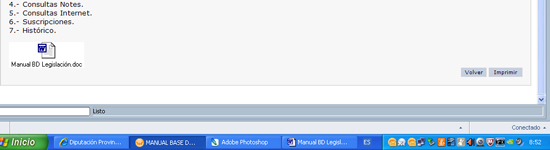 4.- Consultas Notes.
5.- Consultas Internet.
6.- Suscripciones.
7.- Histórico.
Manual BD Legislación.doc
Volver Imprimir
Listo
Conectado
Inicio Diputación Provin... MANUAL BASE D... Adobe Photoshop Manual BD Legisl... ES 8:52